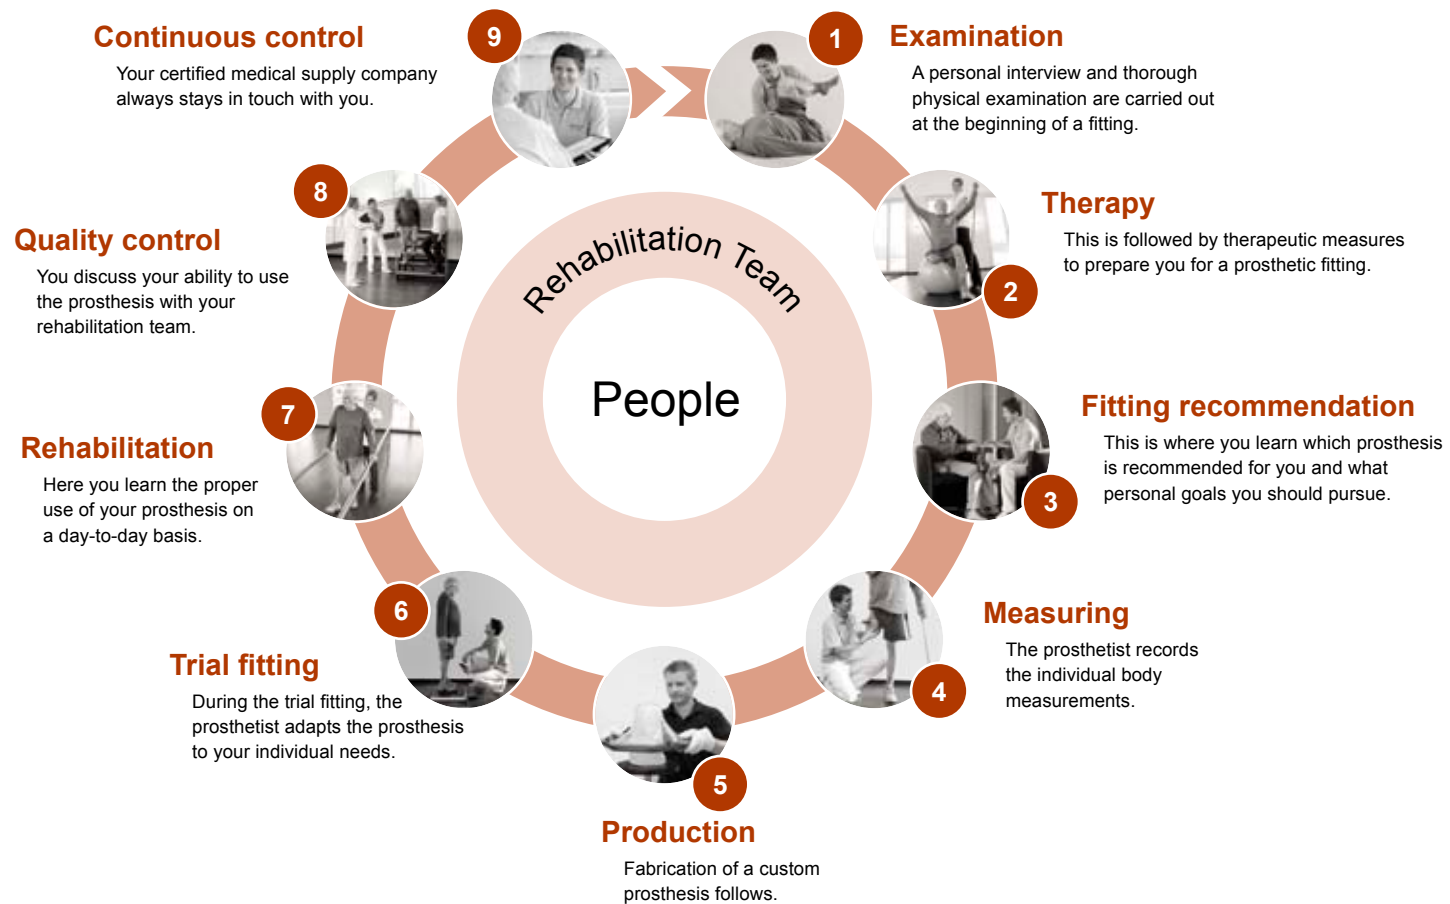 1
Examination
A personal interview and thorough
physical examination are carried out
at the beginning of a fitting.
2
Therapy
This is followed by therapeutic measures
to prepare you for a prosthetic fitting.
3
Fitting recommendation
This is where you learn which prosthesis
is recommended for you and what
personal goals you should pursue.
4
Measuring
The prosthetist records
the individual body
measurements.
5
Production
Fabrication of a custom
prosthesis follows.
6
Trial fitting
During the trial fitting, the
prosthetist adapts the prosthesis
to your individual needs.
7
Rehabilitation
Here you learn the proper
use of your prosthesis on
a day-to-day basis.
8
Quality control
You discuss your ability to use
the prosthesis with your
rehabilitation team.
9
Continuous control
Your certified medical supply company
always stays in touch with you.
Rehabilitation Team
People